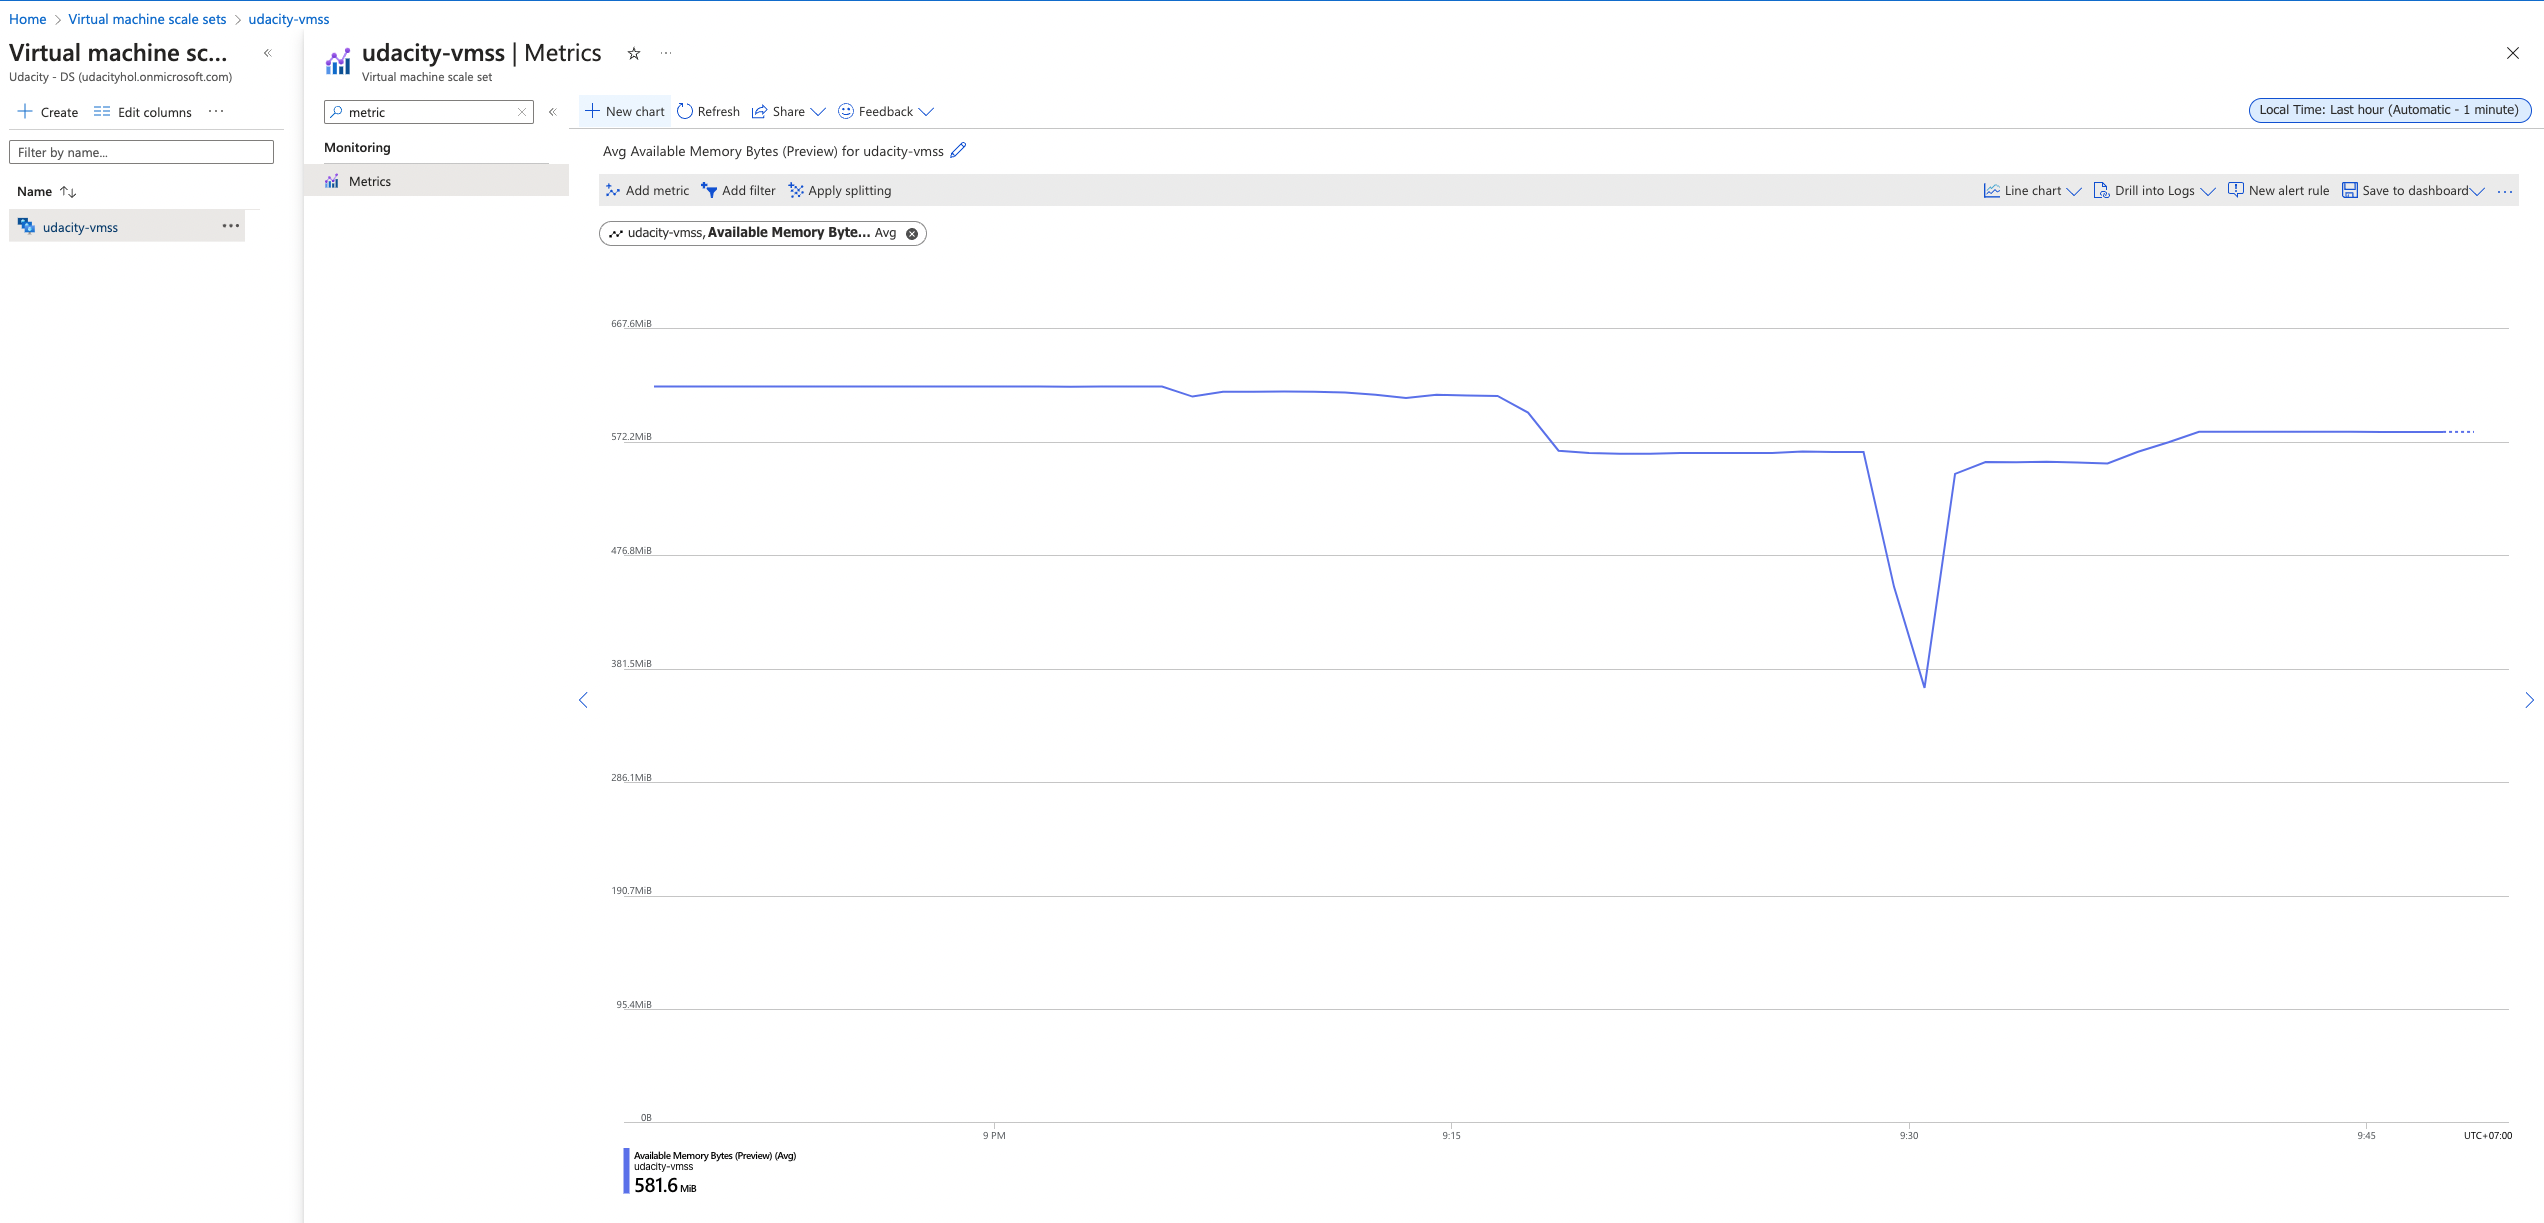 Home > Virtual machine scale sets > udacity-vmss
Virtual machine sc...
Udacity - DS (udacityhol.onmicrosoft.com)
Create Edit columns ...
Filter by name...
Name
udacity-vmss ...
udacity-vmss | Metrics ...
Virtual machine scale set
metric
Monitoring
Metrics
New chart Refresh Share Feedback
Local Time: Last hour (Automatic - 1 minute)
Avg Available Memory Bytes (Preview) for udacity-vmss
Add metric Add filter Apply splitting Line chart Drill into Logs New alert rule Save to dashboard ...
udacity-vmss, Available Memory Byte... Avg
667.6MiB
572.2MiB
476.8MiB
381.5MiB
286.1MiB
190.7MiB
95.4MiB
0B
9 PM 9:15 9:30 9:45 UTC+07:00
Available Memory Bytes (Preview) (Avg)
udacity-vmss
581.6 MiB